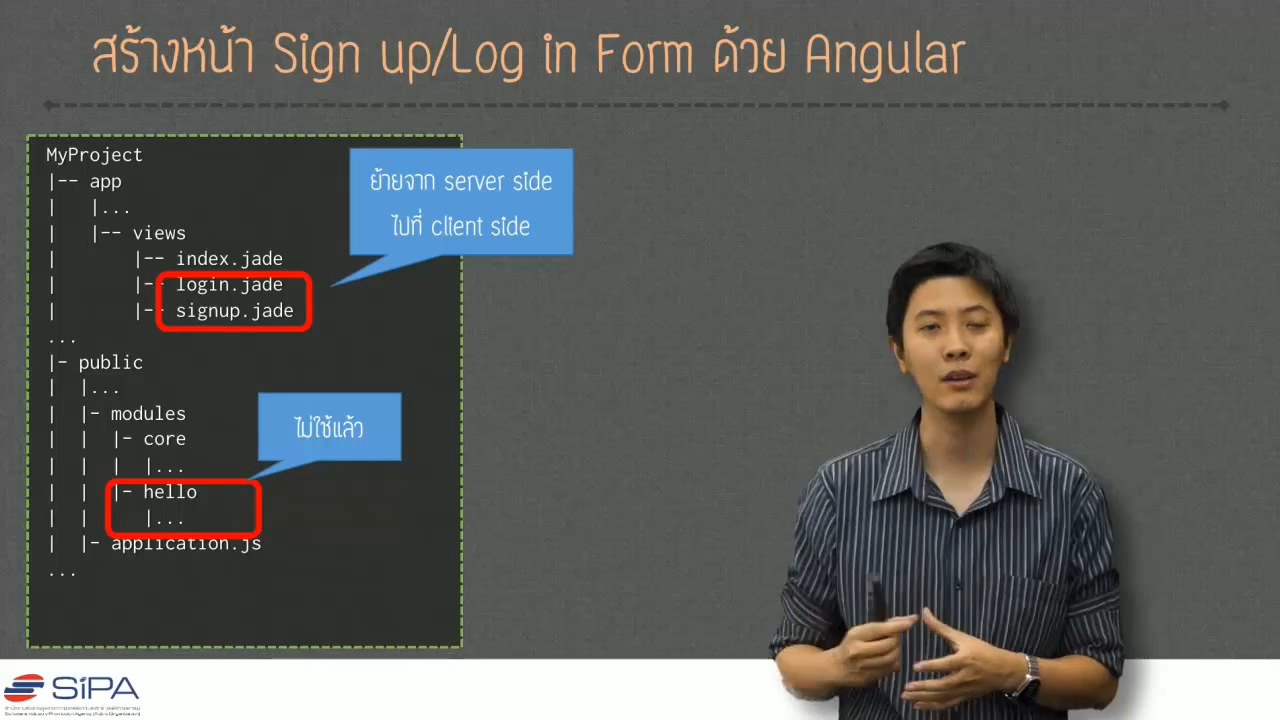 สร้างหน้า Sign up/Log in Form ด้วย Angular
MyProject
|-- app
|   |...
|   |-- views
|       |-- index.jade
|       |-- login.jade
|       |-- signup.jade
...
|- public
|  |...
|  |- modules
|  |  |- core
|  |  |  |...
|  |  |- hello
|  |     |...
|  |- application.js
...
ย้ายจาก server side
ไปที่ client side
ไม่ใช้แล้ว
SiPA